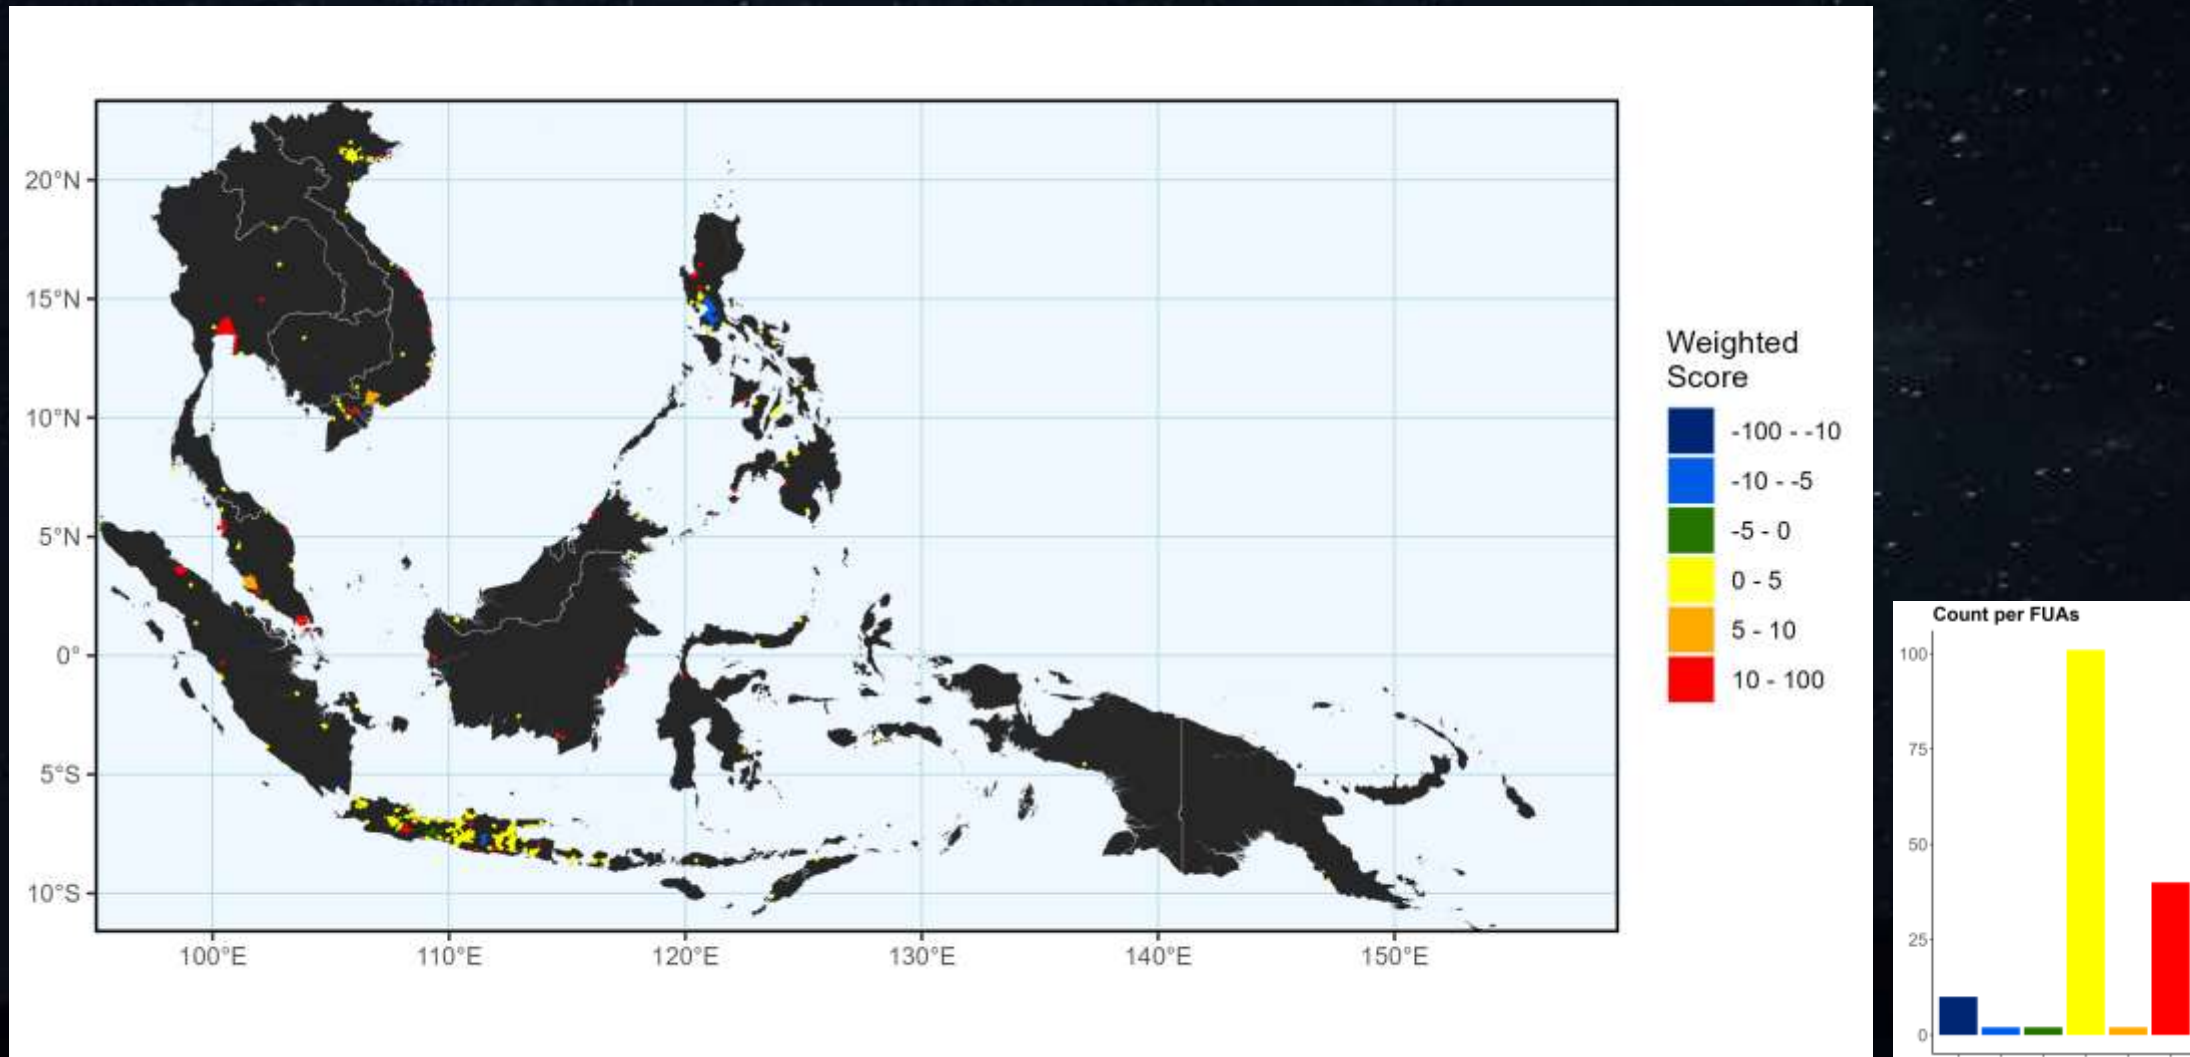 20°N
15°N
10°N
5°N
0°
5°S
10°S
100°E 110°E 120°E 130°E 140°E 150°E
Weighted
Score
-100 - -10
-10 - -5
-5 - 0
0 - 5
5 - 10
10 - 100
Count per FUAs
100
75
50
25
0